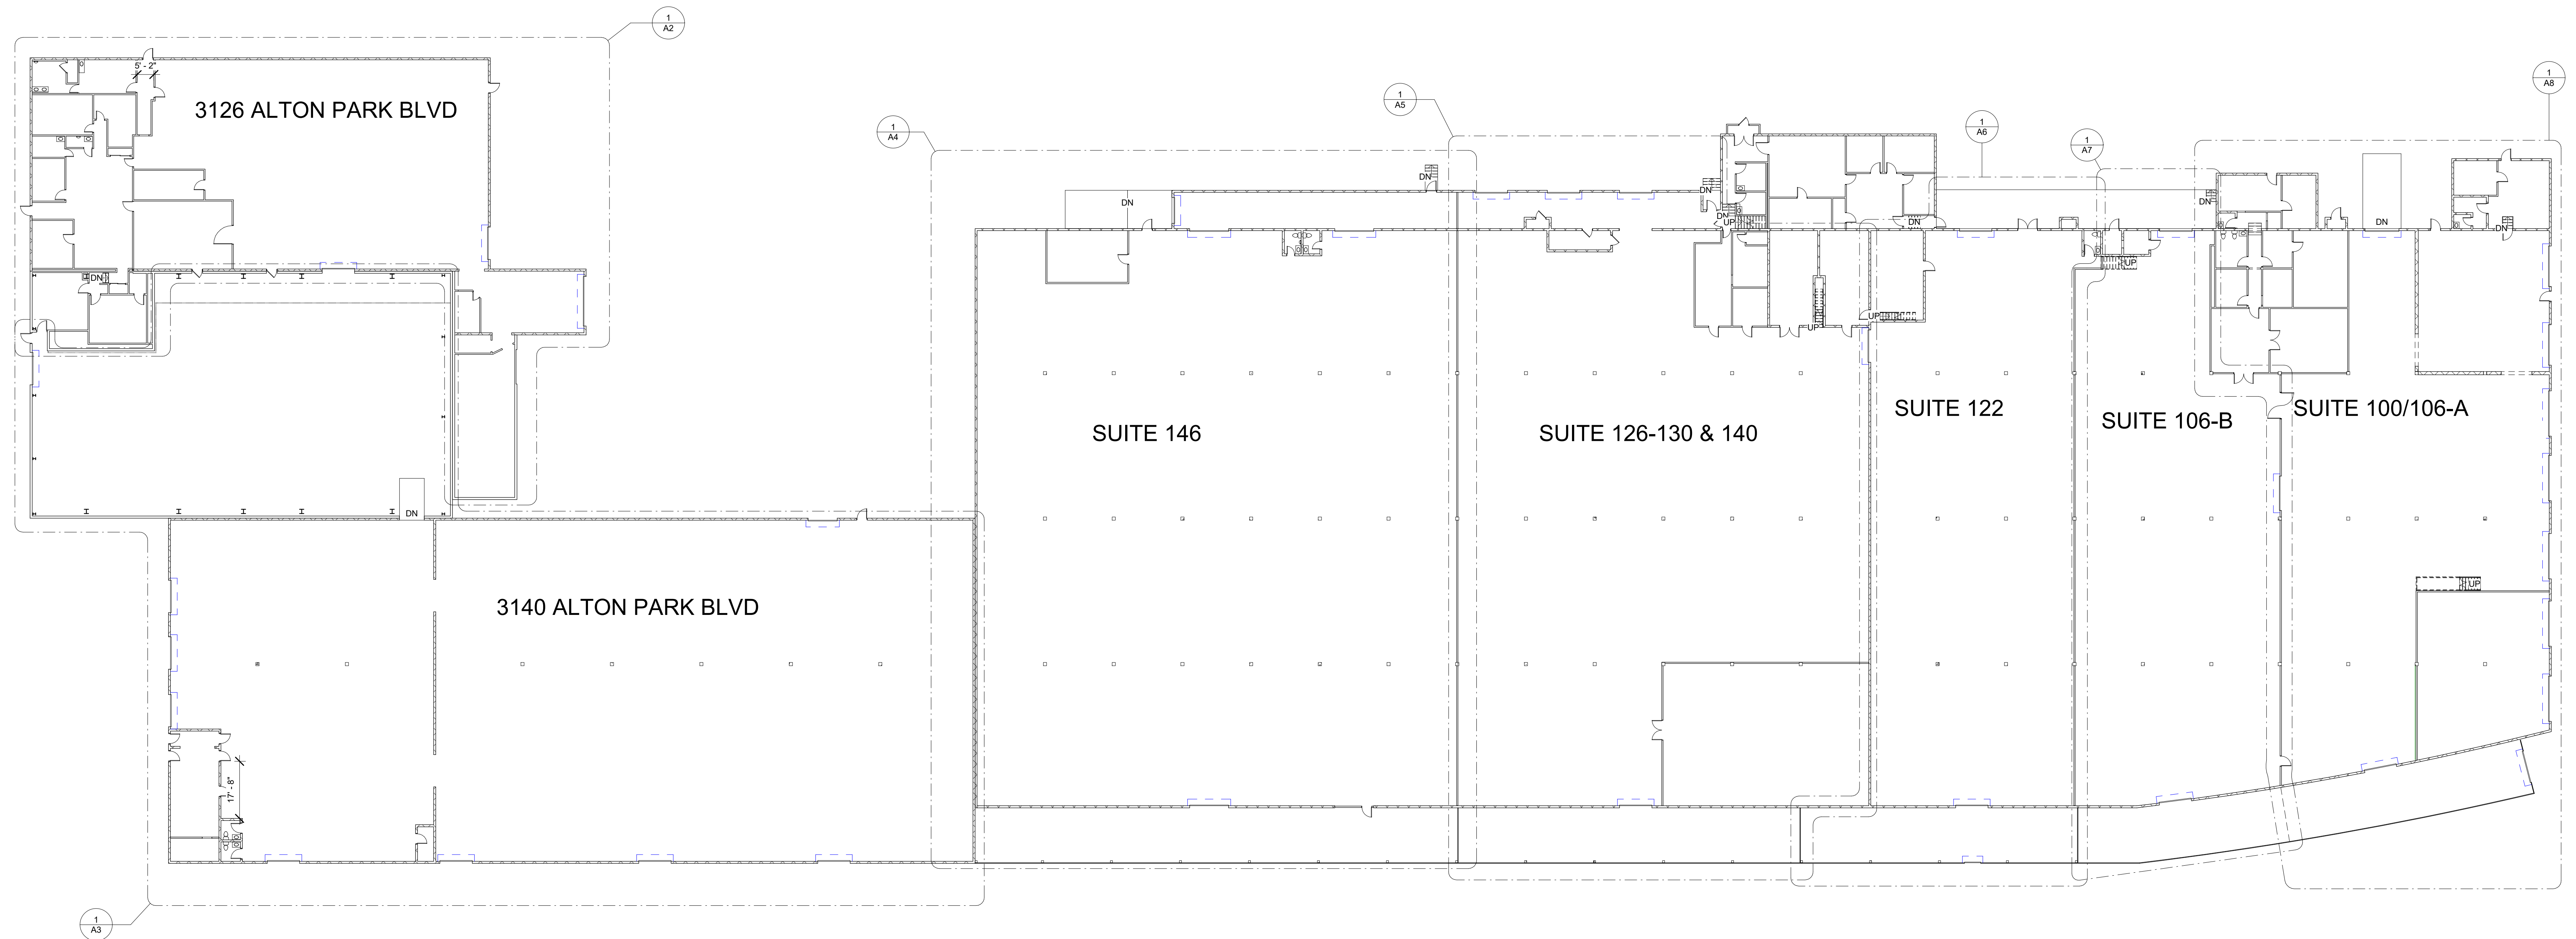 1
A2
5' - 2"
3126 ALTON PARK BLVD
1
A8
1
A5
1
A4
1
A6
1
A7
DN
DN
DN
DN
DN
UP
DN
DN
DN
DN
UP
DN
UP
UP
SUITE 146
SUITE 126-130 & 140
SUITE 122
SUITE 106-B
SUITE 100/106-A
DN
3140 ALTON PARK BLVD
UP
17' - 8"
1
A3